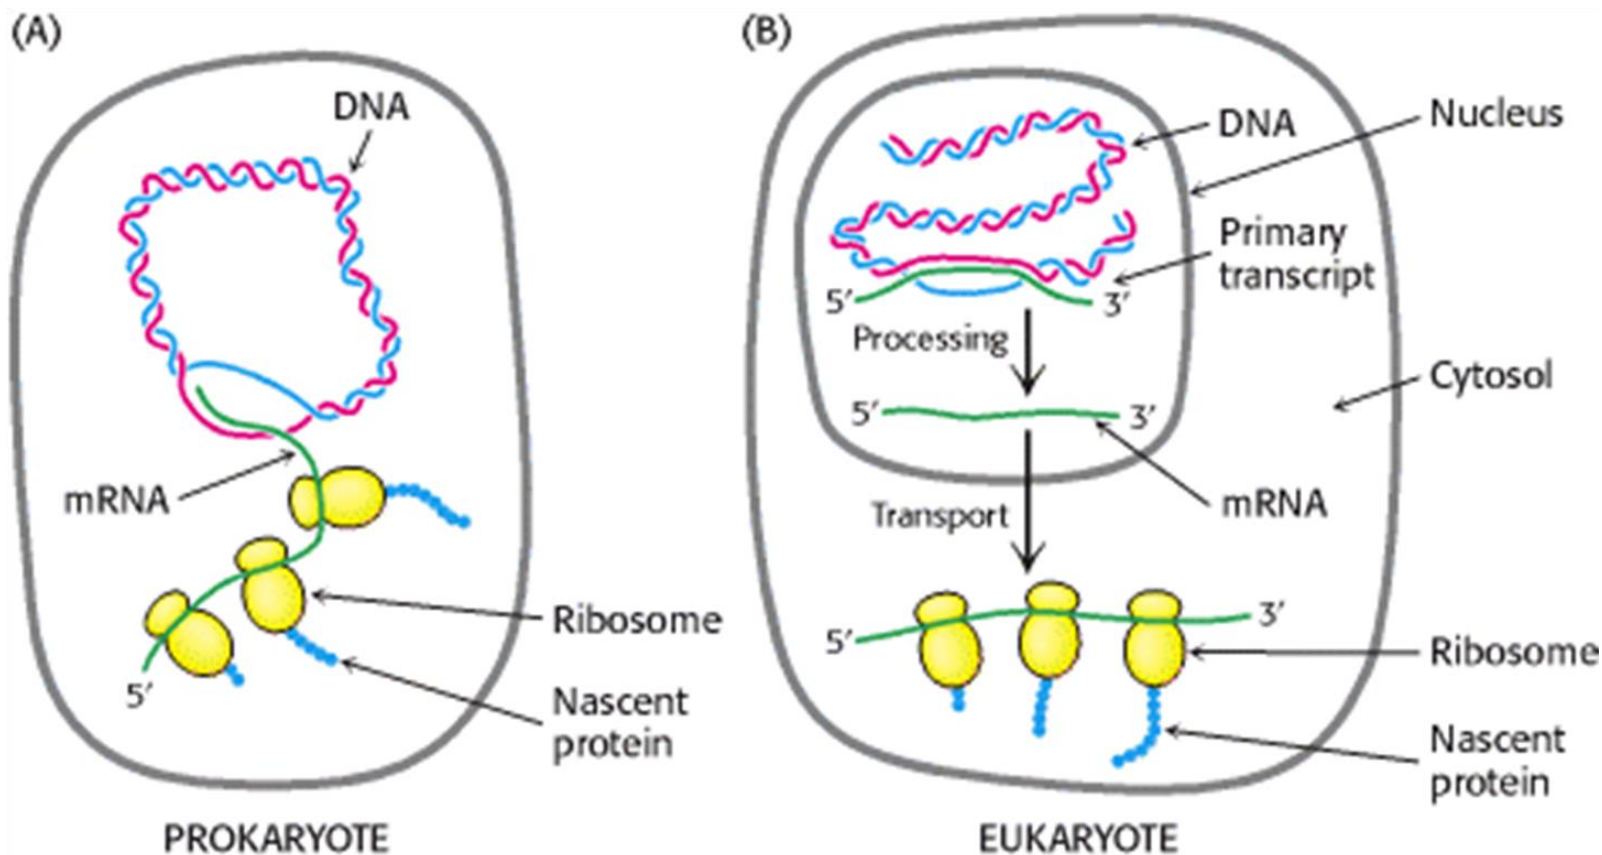 (A)
DNA
mRNA
Ribosome
Nascent
protein
5′
PROKARYOTE
(B)
DNA
Nucleus
Primary
transcript
5′
3′
Processing
Cytosol
5′
3′
mRNA
Transport
3′
5′
Ribosome
Nascent
protein
EUKARYOTE